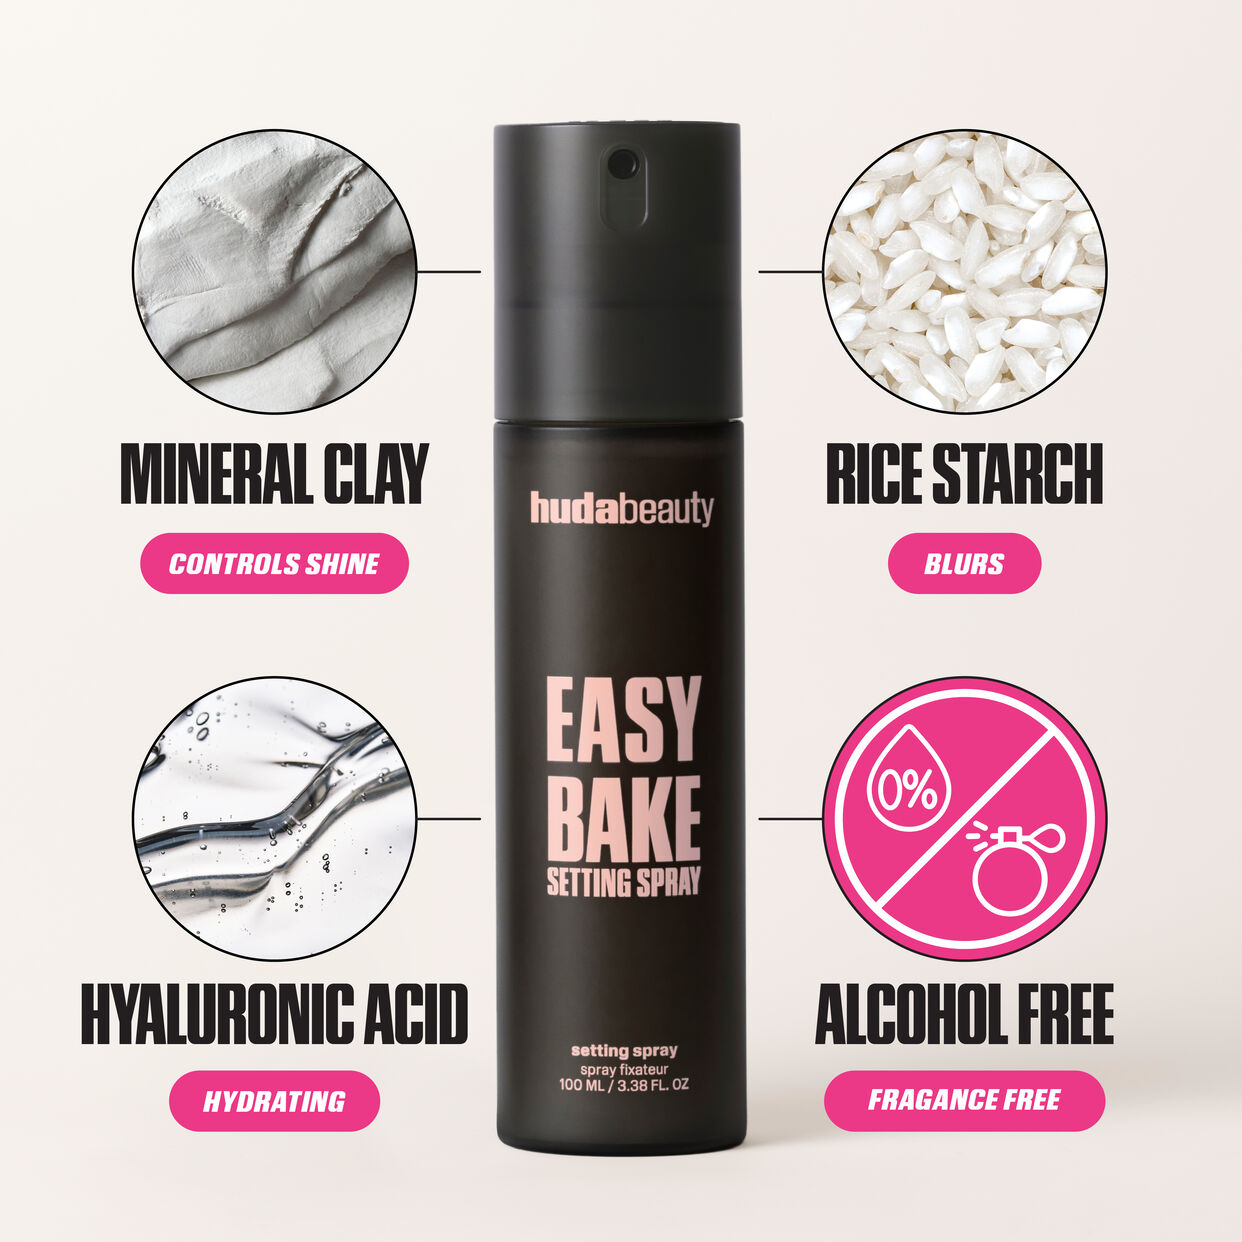 MINERAL CLAY
CONTROLS SHINE
RICE STARCH
BLURS
hudabeauty
EASY
BAKE
SETTING SPRAY
0%
HYALURONIC ACID
HYDRATING
ALCOHOL FREE
FRAGANCE FREE
setting spray
spray fixateur
100 ML / 3.38 FL. OZ